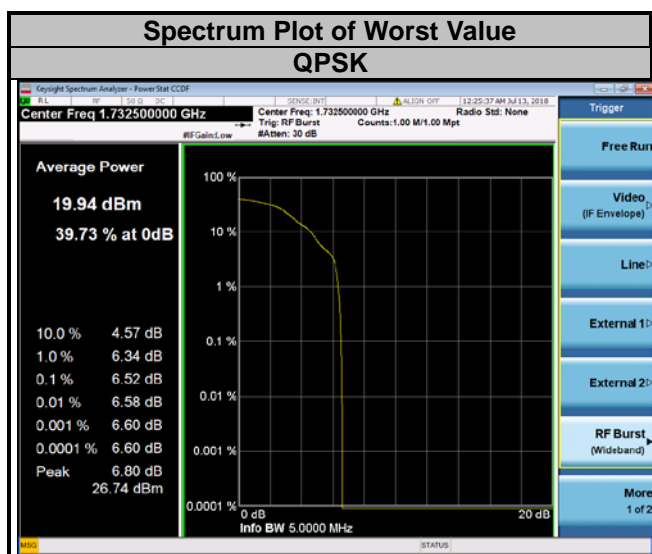 Spectrum Plot of Worst Value
QPSK
Keysight Spectrum Analyzer - Power Stat CCDF
RL RF 50 Ω DC SENSE:INT ALIGN OFF 12:25:37 AM Jul 13, 2018
Center Freq 1.732500000 GHz
Center Freq: 1.732500000 GHz Radio Std: None
Trig: RF Burst Counts:1.00 M/1.00 Mpt
#IFGain:Low #Atten: 30 dB
Average Power
19.94 dBm
39.73 % at 0dB
10.0 % 4.57 dB
1.0 % 6.34 dB
0.1 % 6.52 dB
0.01 % 6.58 dB
0.001 % 6.60 dB
0.0001 % 6.60 dB
Peak 6.80 dB
26.74 dBm
100 %
10 %
1 %
0.1 %
0.01 %
0.001 %
0.0001 %
0 dB 20 dB
Info BW 5.0000 MHz
Trigger
Free Run
Video
(IF Envelope)
Line
External 1
External 2
RF Burst
(Wideband)
More
1 of 2
MSG STATUS